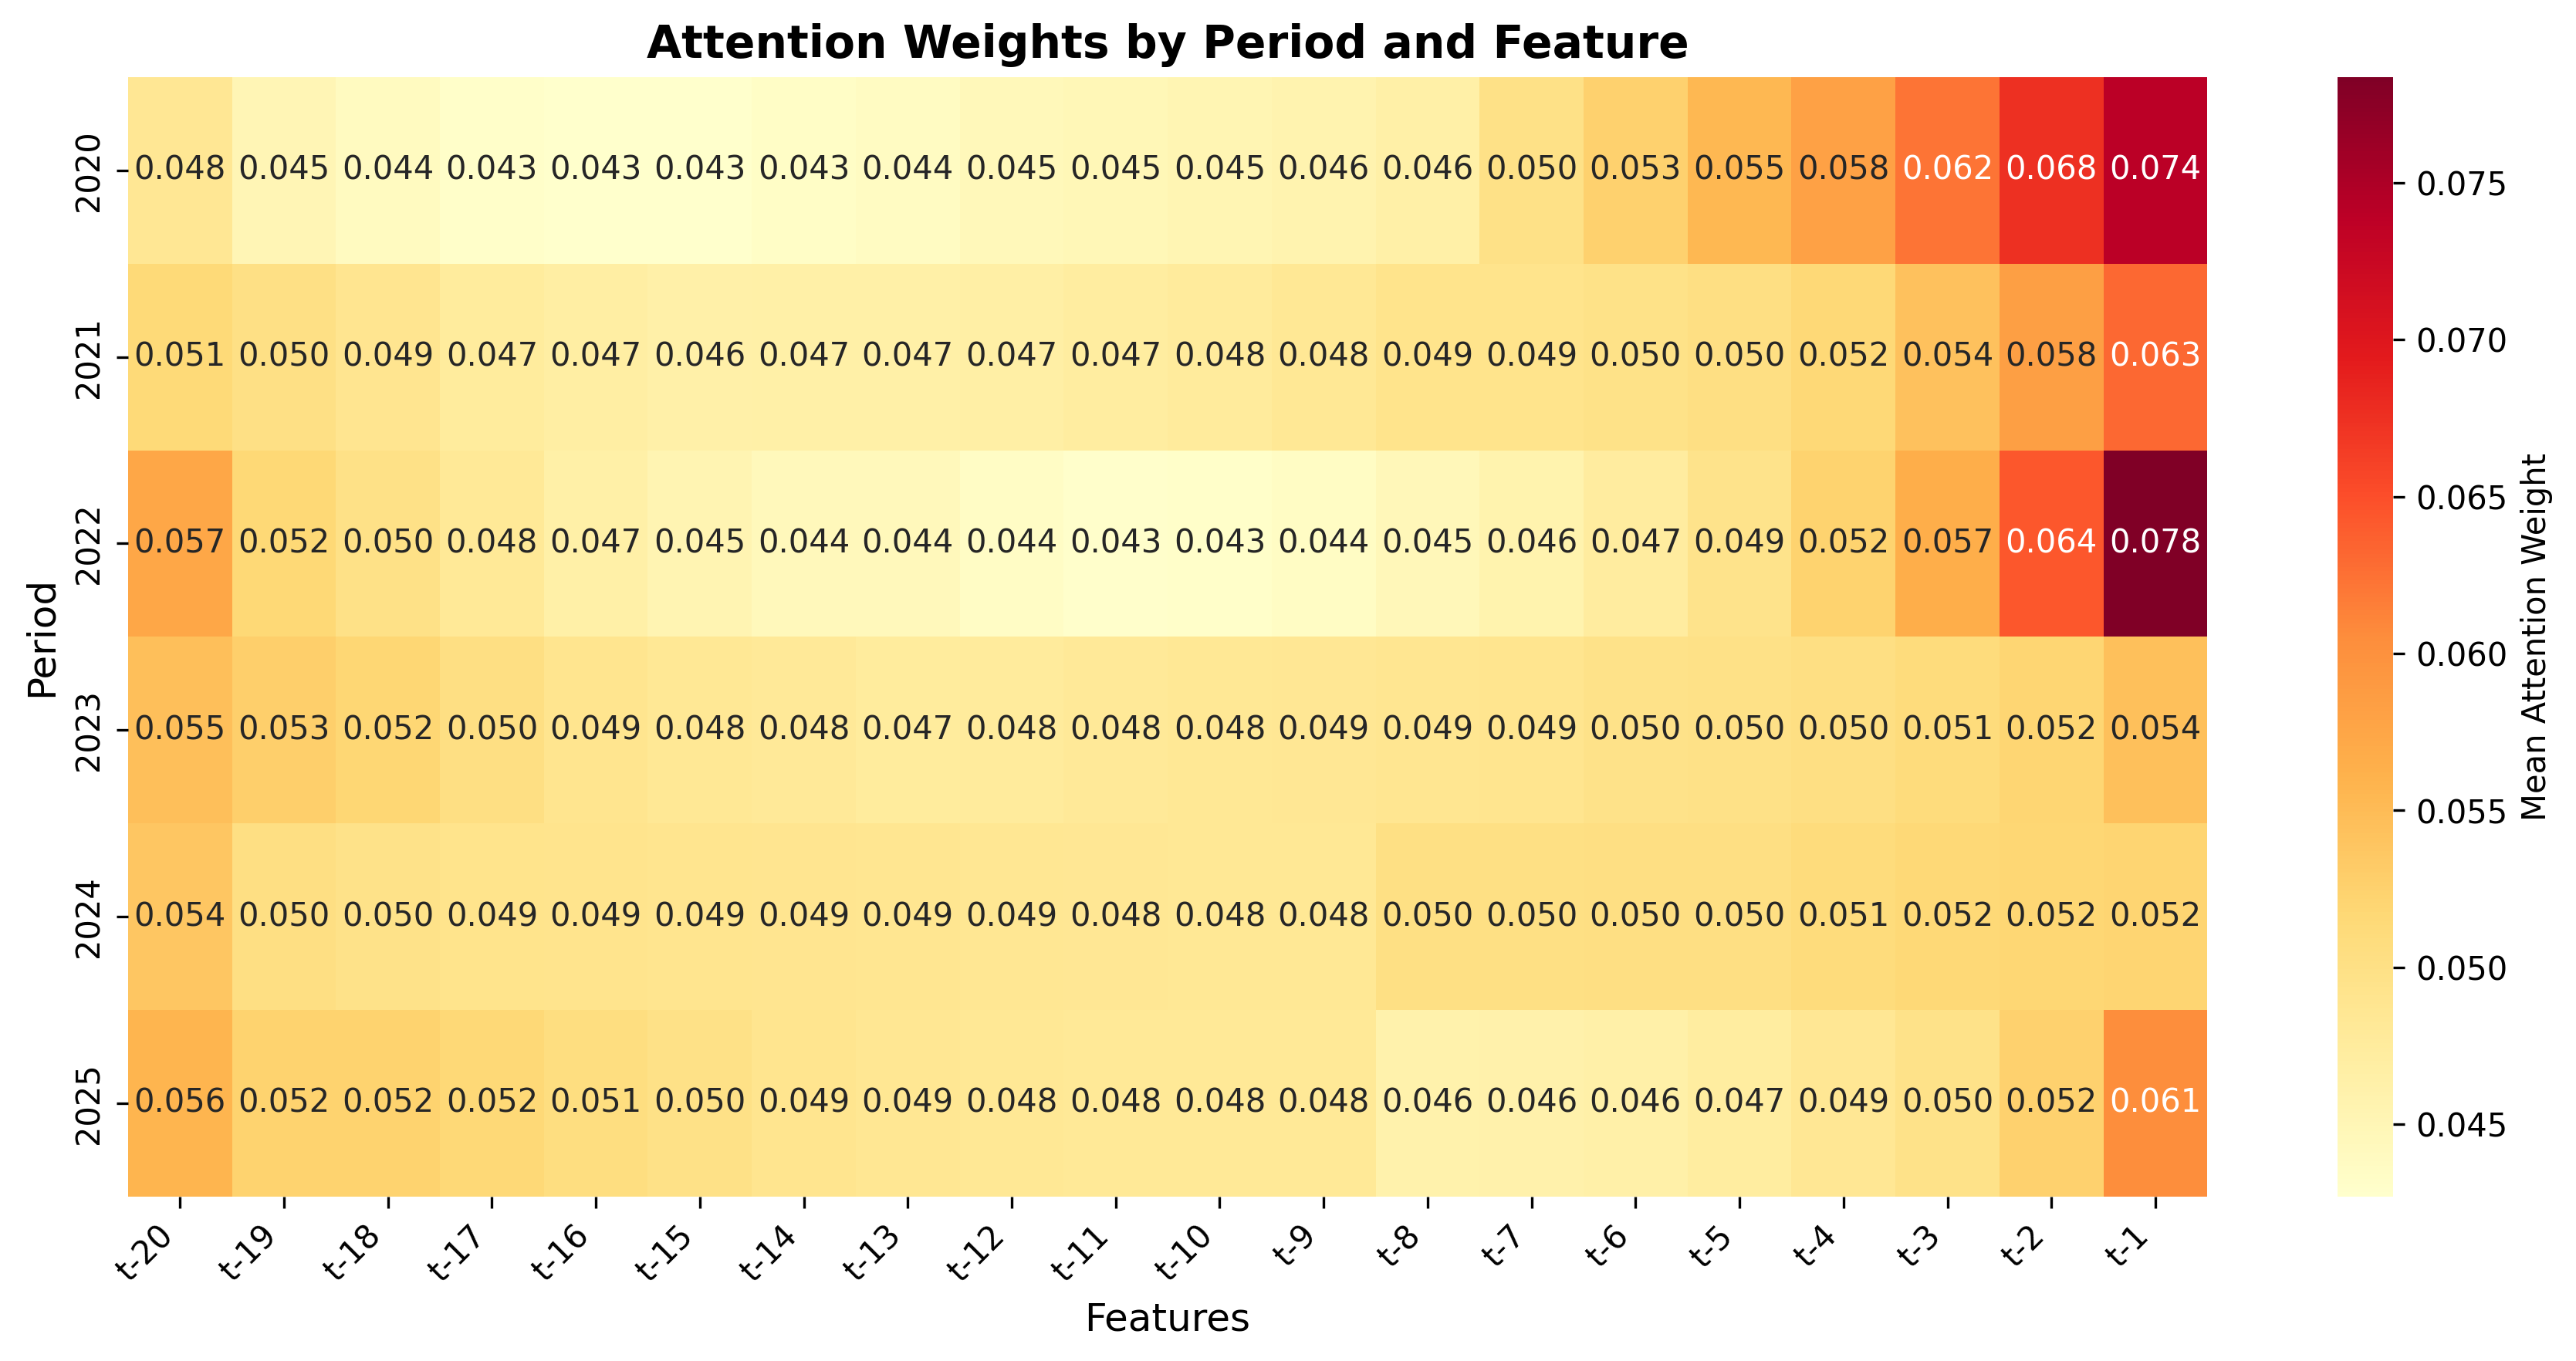 Attention Weights by Period and Feature
Period
2020 0.048 0.045 0.044 0.043 0.043 0.043 0.043 0.044 0.045 0.045 0.045 0.046 0.046 0.050 0.053 0.055 0.058 0.062 0.068 0.074
2021 0.051 0.050 0.049 0.047 0.047 0.046 0.047 0.047 0.047 0.047 0.048 0.048 0.049 0.049 0.050 0.050 0.052 0.054 0.058 0.063
2022 0.057 0.052 0.050 0.048 0.047 0.045 0.044 0.044 0.044 0.043 0.043 0.044 0.045 0.046 0.047 0.049 0.052 0.057 0.064 0.078
2023 0.055 0.053 0.052 0.050 0.049 0.048 0.048 0.047 0.048 0.048 0.048 0.049 0.049 0.049 0.050 0.050 0.050 0.051 0.052 0.054
2024 0.054 0.050 0.050 0.049 0.049 0.049 0.049 0.049 0.049 0.048 0.048 0.048 0.050 0.050 0.050 0.050 0.051 0.052 0.052 0.052
2025 0.056 0.052 0.052 0.052 0.051 0.050 0.049 0.049 0.048 0.048 0.048 0.048 0.046 0.046 0.046 0.047 0.049 0.050 0.052 0.061
t-20 t-19 t-18 t-17 t-16 t-15 t-14 t-13 t-12 t-11 t-10 t-9 t-8 t-7 t-6 t-5 t-4 t-3 t-2 t-1
Features
0.075
0.070
0.065
0.060
0.055
0.050
0.045
Mean Attention Weight